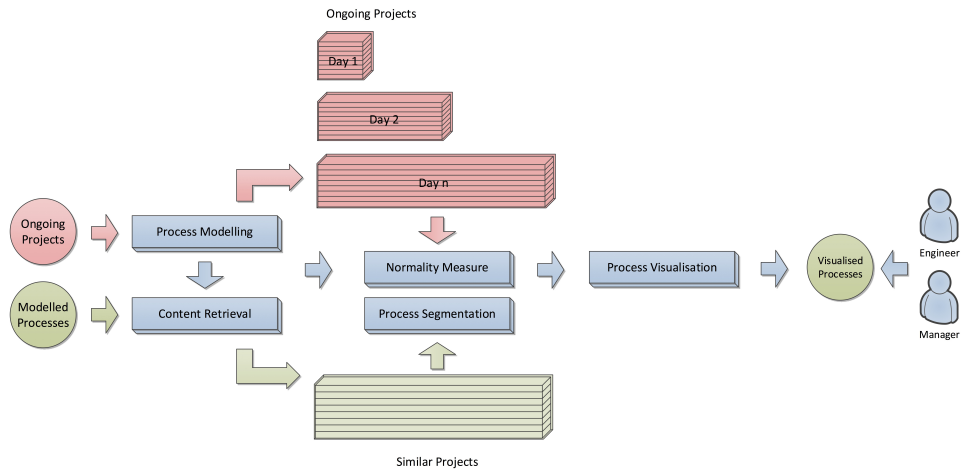 Ongoing Projects
Day 1
Day 2
Day n
Ongoing
Projects
Process Modelling
Normality Measure
Process Visualisation
Visualised
Processes
Engineer
Modelled
Processes
Content Retrieval
Process Segmentation
Manager
Similar Projects